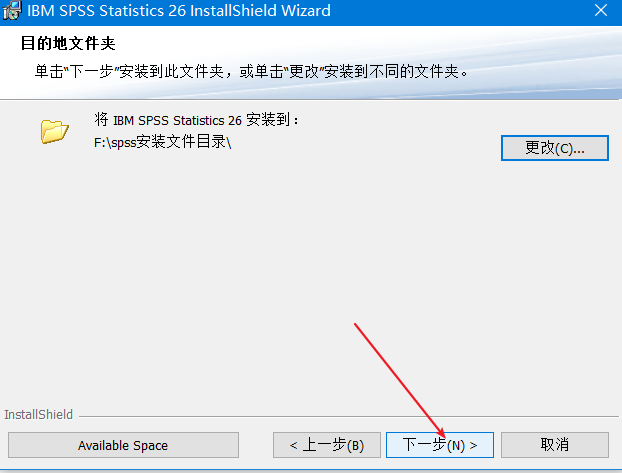 IBM SPSS Statistics 26 InstallShield Wizard
目的地文件夹
单击“下一步”安装到此文件夹，或单击“更改”安装到不同的文件夹。
将 IBM SPSS Statistics 26 安装到：
F:\spss安装文件目录\
更改(C)...
InstallShield
Available Space
< 上一步(B)
下一步(N) >
取消